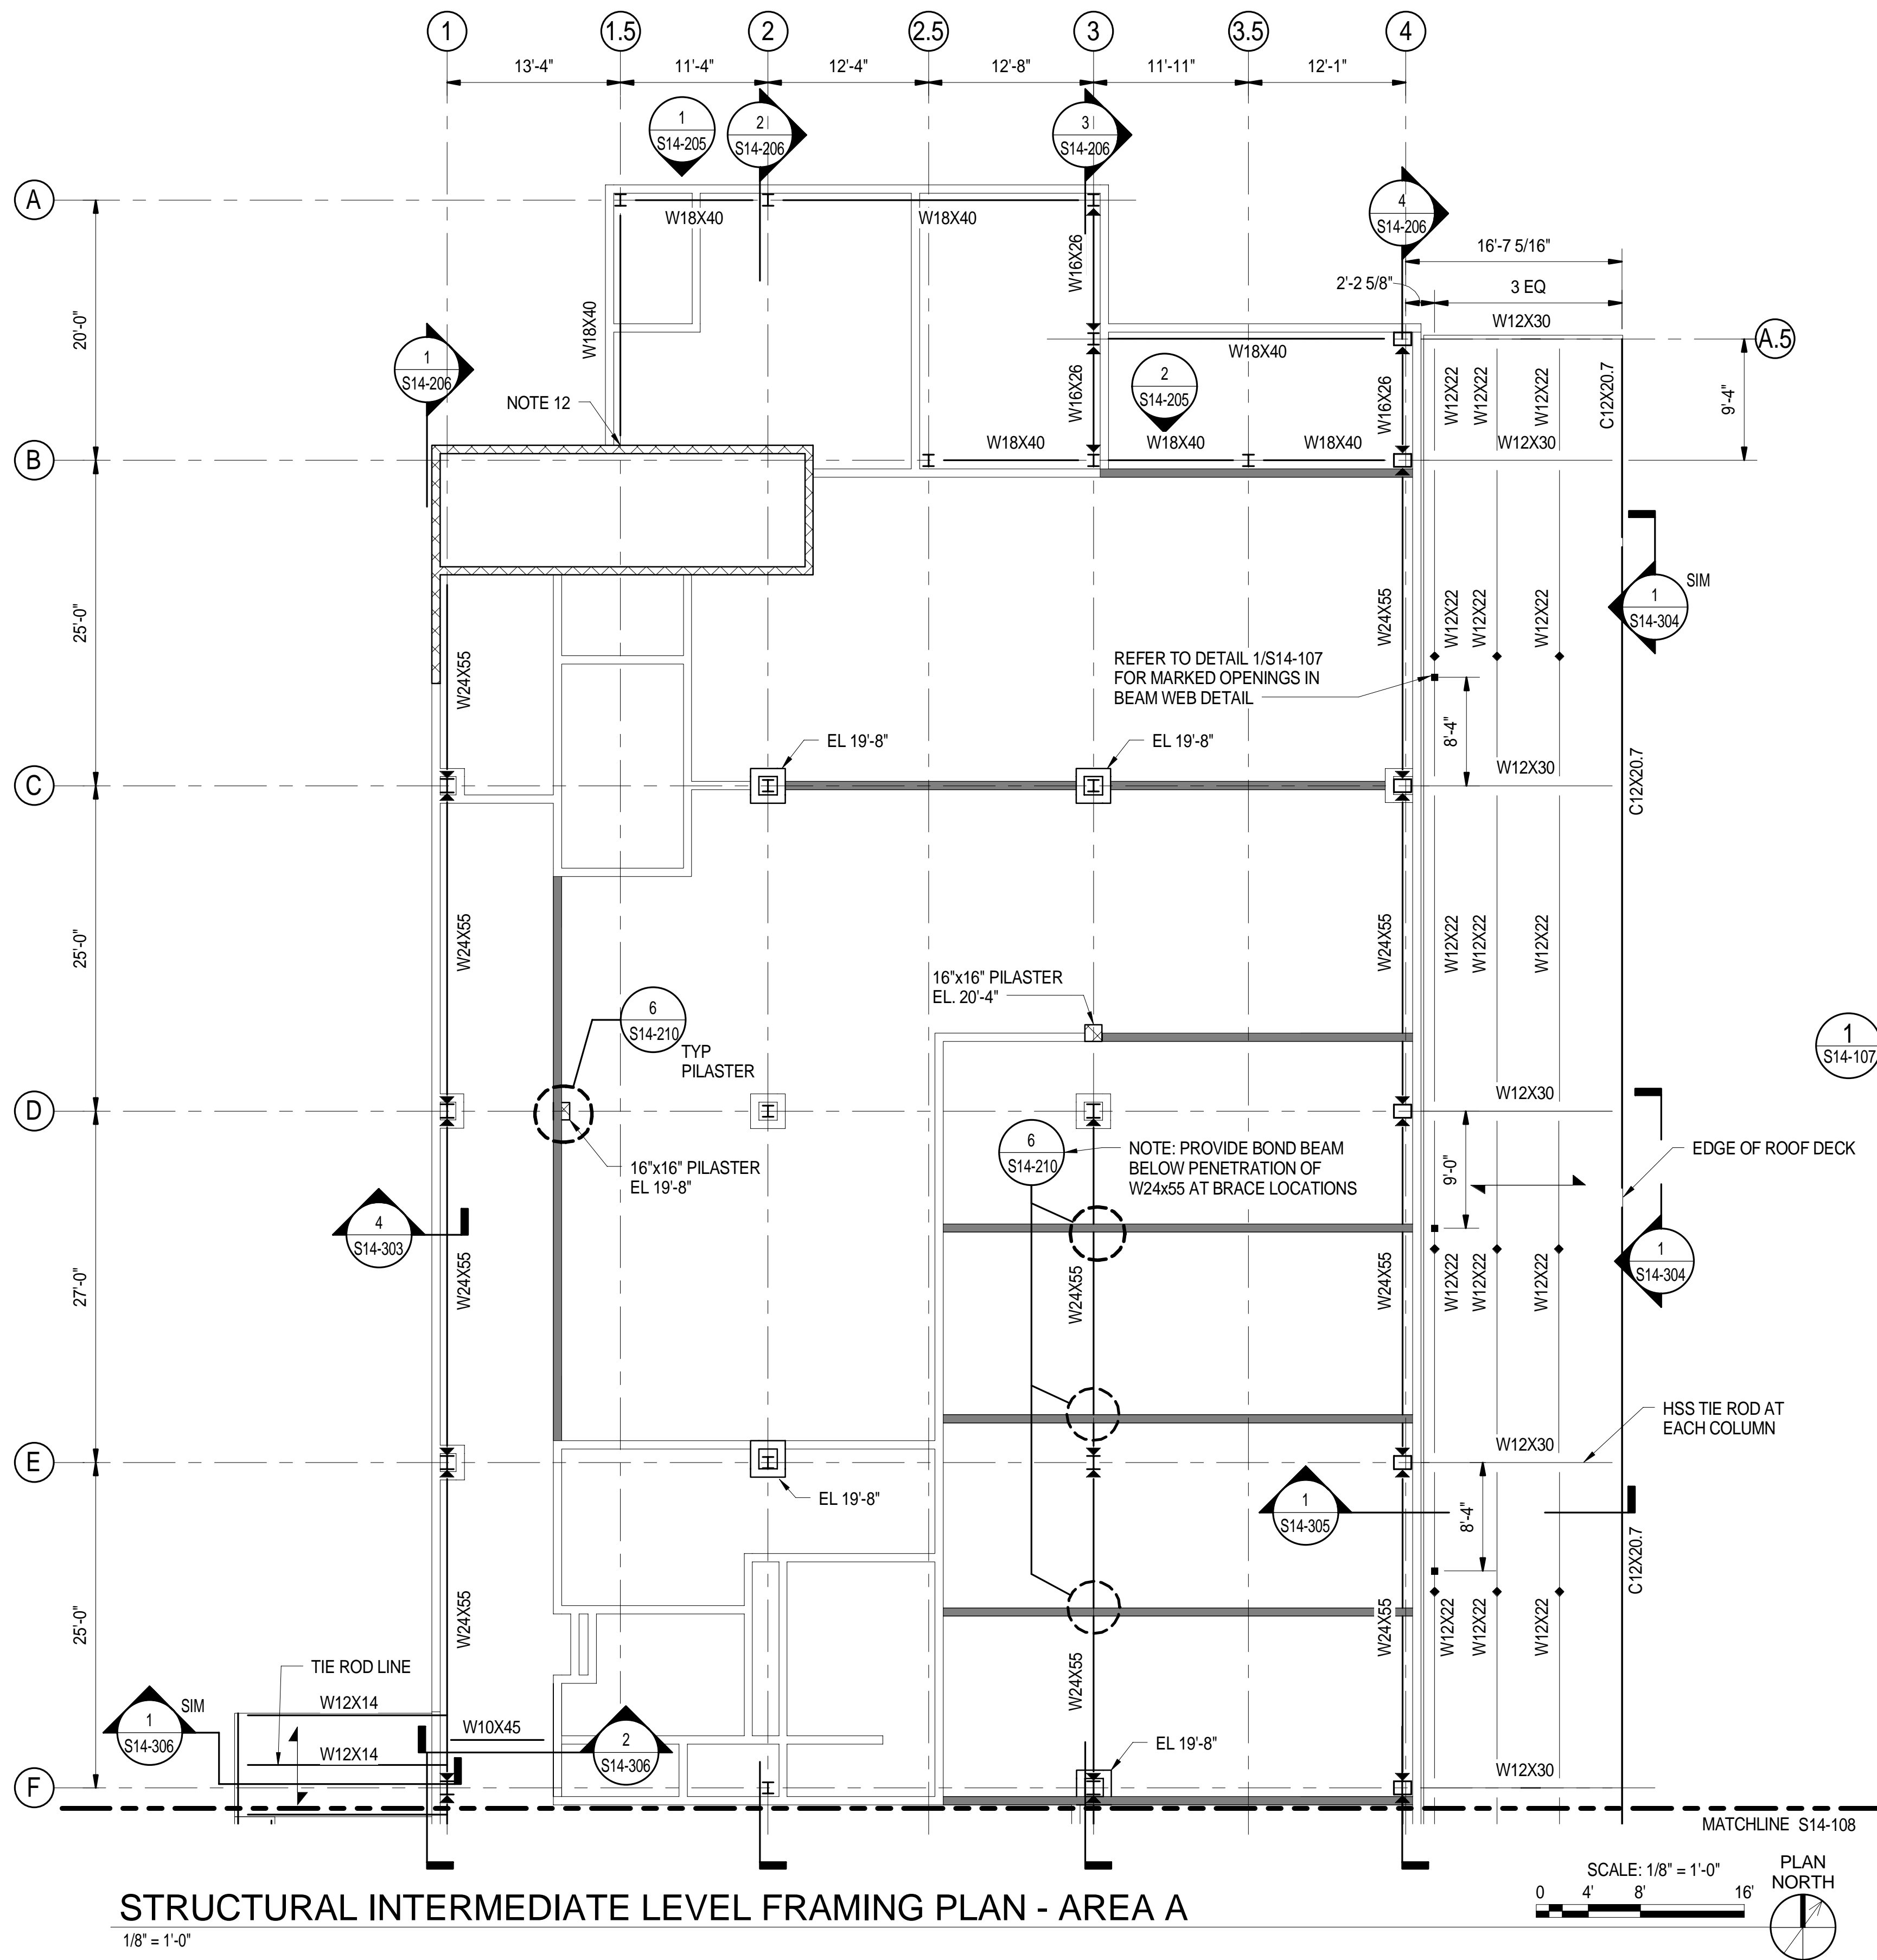 1
1.5
2
2.5
3
3.5
4
13'-4"
11'-4"
12'-4"
12'-8"
11'-11"
12'-1"
1
S14-205
2
S14-206
3
S14-206
4
S14-206
A
W18X40
W18X40
W16X26
16'-7 5/16"
2'-2 5/8"
3 EQ
W12X30
20'-0"
W18X40
A.5
W18X40
1
S14-206
2
S14-205
W16X26
W16X26
W12X22
W12X22
W12X22
C12X20.7
9'-4"
NOTE 12
B
W18X40
W18X40
W18X40
W12X30
25'-0"
W24X55
W24X55
W12X22
W12X22
W12X22
SIM
1
S14-304
REFER TO DETAIL 1/S14-107
FOR MARKED OPENINGS IN
BEAM WEB DETAIL
8'-4"
EL 19'-8"
EL 19'-8"
C
W12X30
C12X20.7
25'-0"
W24X55
W24X55
W12X22
W12X22
W12X22
16"x16" PILASTER
EL. 20'-4"
6
S14-210
TYP
PILASTER
1
S14-107
D
W12X30
6
S14-210
NOTE: PROVIDE BOND BEAM
BELOW PENETRATION OF
W24x55 AT BRACE LOCATIONS
EDGE OF ROOF DECK
16"x16" PILASTER
EL 19'-8"
9'-0"
4
S14-303
27'-0"
W24X55
W24X55
W24X55
W12X22
W12X22
W12X22
1
S14-304
HSS TIE ROD AT
EACH COLUMN
E
W12X30
EL 19'-8"
1
S14-305
8'-4"
C12X20.7
25'-0"
W24X55
W24X55
W24X55
W12X22
W12X22
W12X22
TIE ROD LINE
SIM
W12X14
1
S14-306
W10X45
W12X14
2
S14-306
EL 19'-8"
F
W12X30
MATCHLINE S14-108
STRUCTURAL INTERMEDIATE LEVEL FRAMING PLAN - AREA A
1/8" = 1'-0"
SCALE: 1/8" = 1'-0"
0 4' 8' 16'
PLAN
NORTH